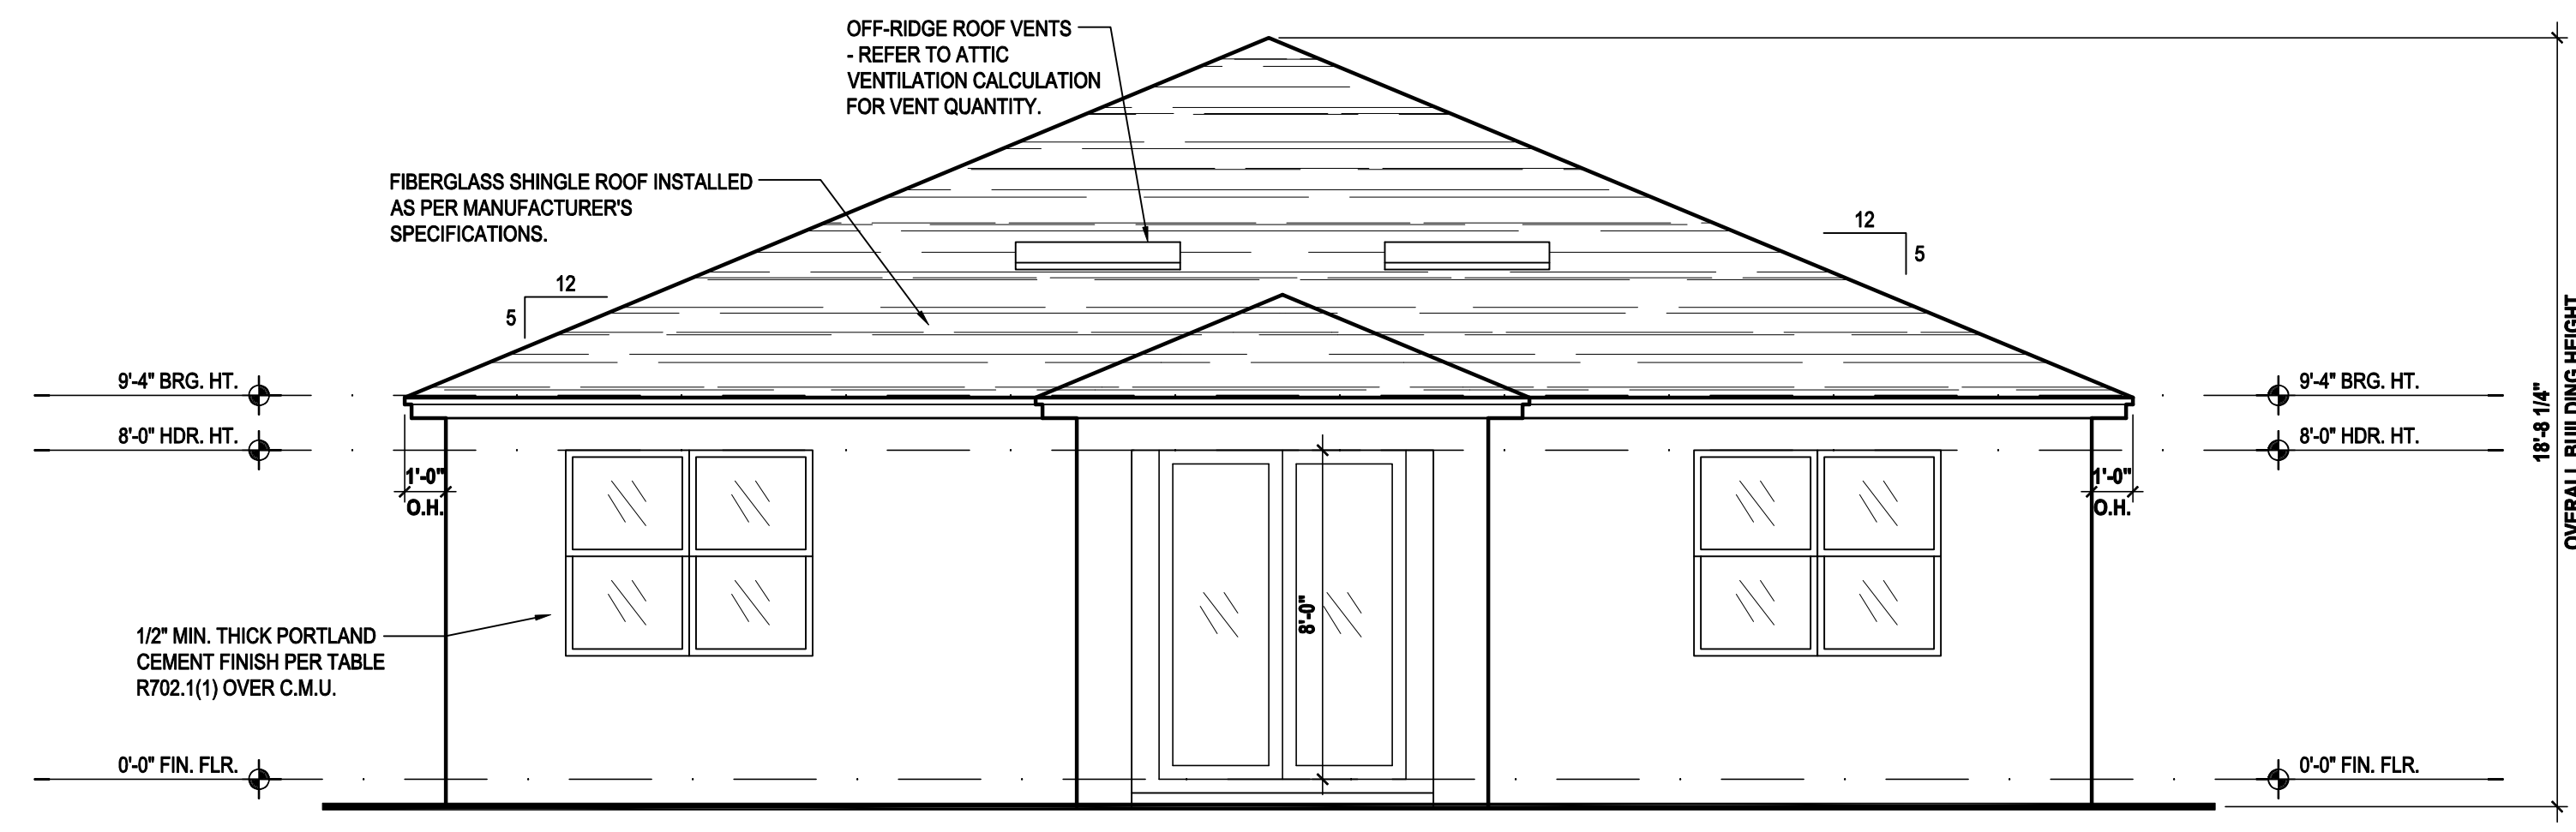 OFF-RIDGE ROOF VENTS
- REFER TO ATTIC
VENTILATION CALCULATION
FOR VENT QUANTITY.
FIBERGLASS SHINGLE ROOF INSTALLED
AS PER MANUFACTURER'S
SPECIFICATIONS.
12
5
12
5
9'-4" BRG. HT.
9'-4" BRG. HT.
8'-0" HDR. HT.
8'-0" HDR. HT.
1'-0"
O.H.
1'-0"
O.H.
18'-8 1/4"
OVERALL BUILDING HEIGHT
8'-0"
1/2" MIN. THICK PORTLAND
CEMENT FINISH PER TABLE
R702.1(1) OVER C.M.U.
0'-0" FIN. FLR.
0'-0" FIN. FLR.